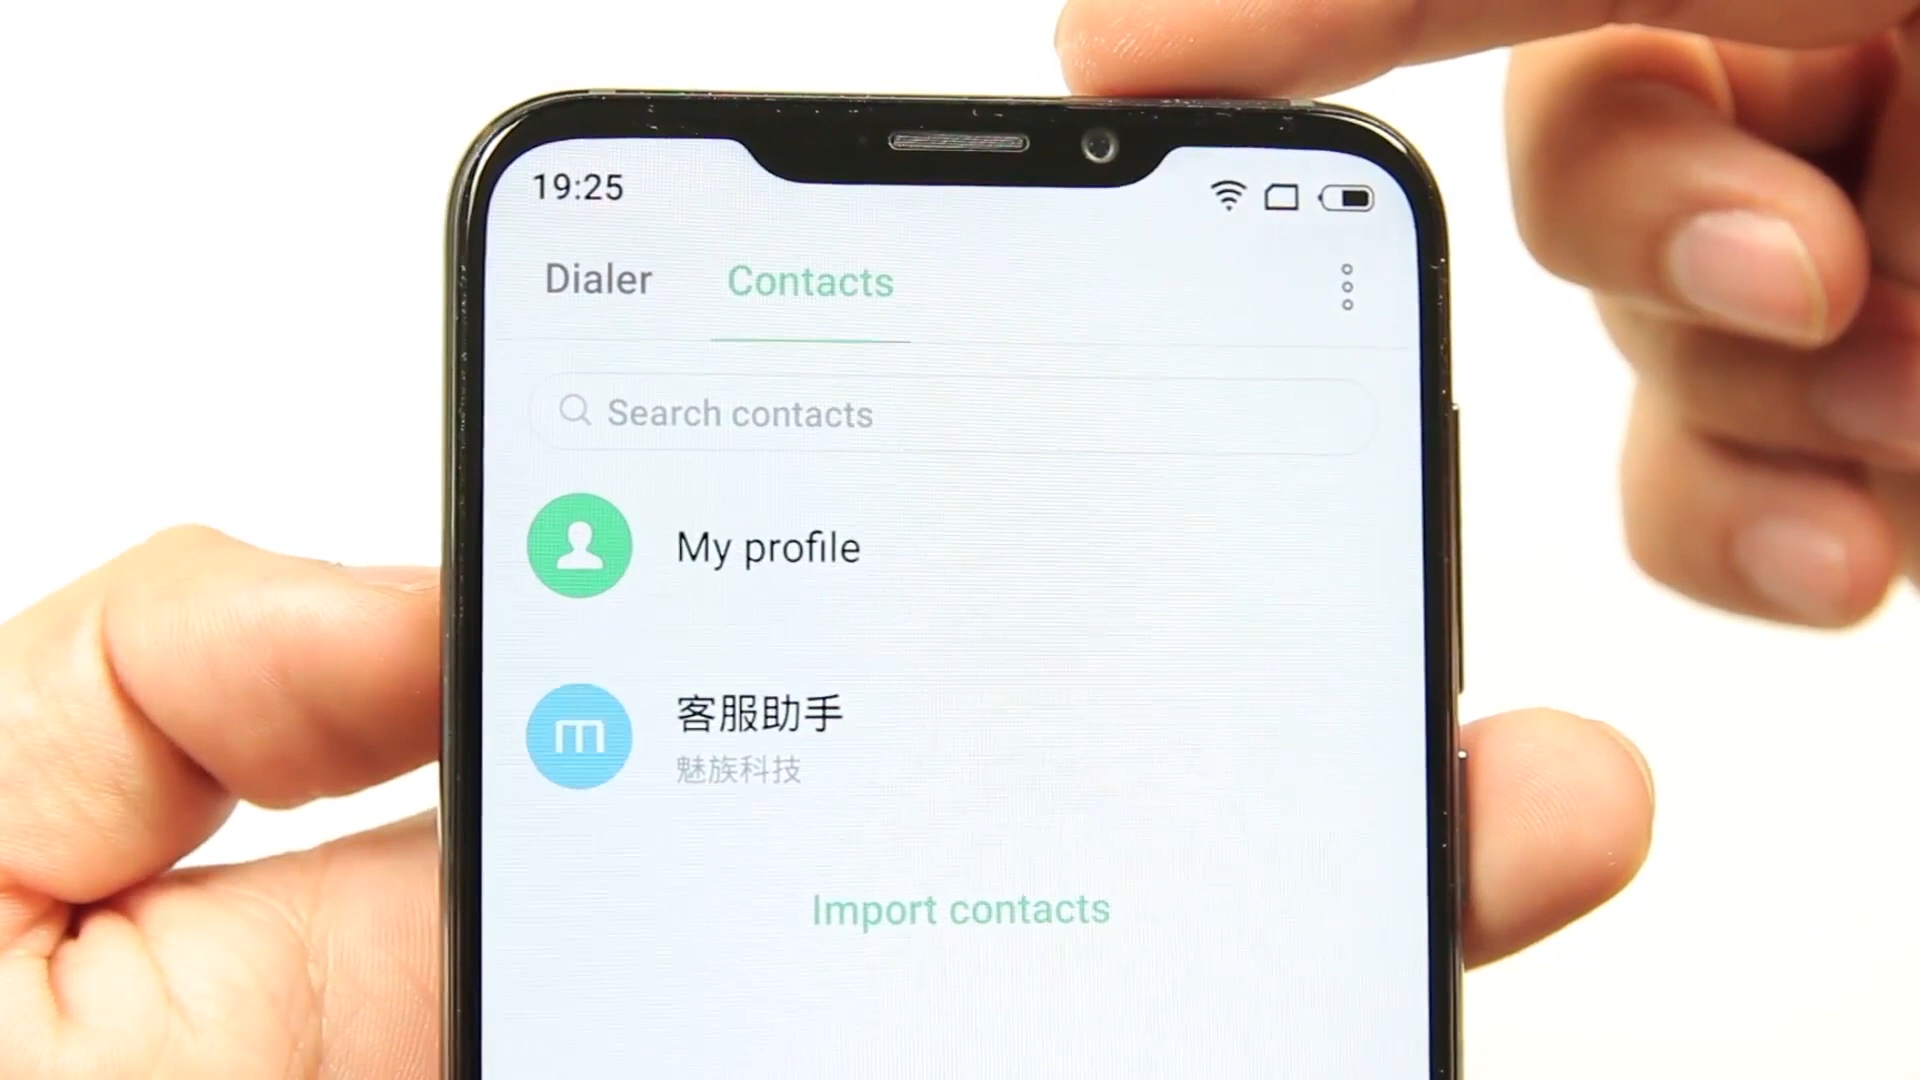 19:25
Dialer
Contacts
Search contacts
My profile
客服助手
魅族科技
Import contacts